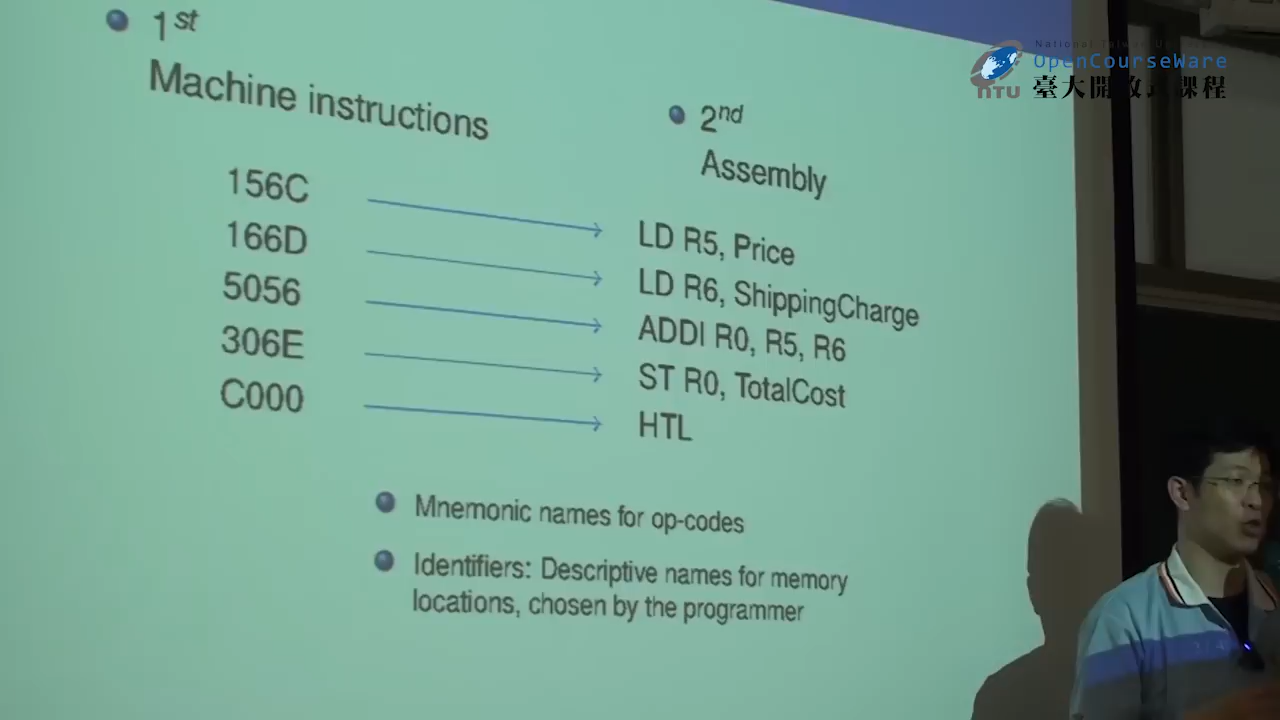 1st
Machine instructions
156C
166D
5056
306E
C000
2nd
Assembly
LD R5, Price
LD R6, ShippingCharge
ADDI R0, R5, R6
ST R0, TotalCost
HTL
Mnemonic names for op-codes
Identifiers: Descriptive names for memory
locations, chosen by the programmer
National Taiwan
OpenCourseWare
NTU 臺大開放式課程